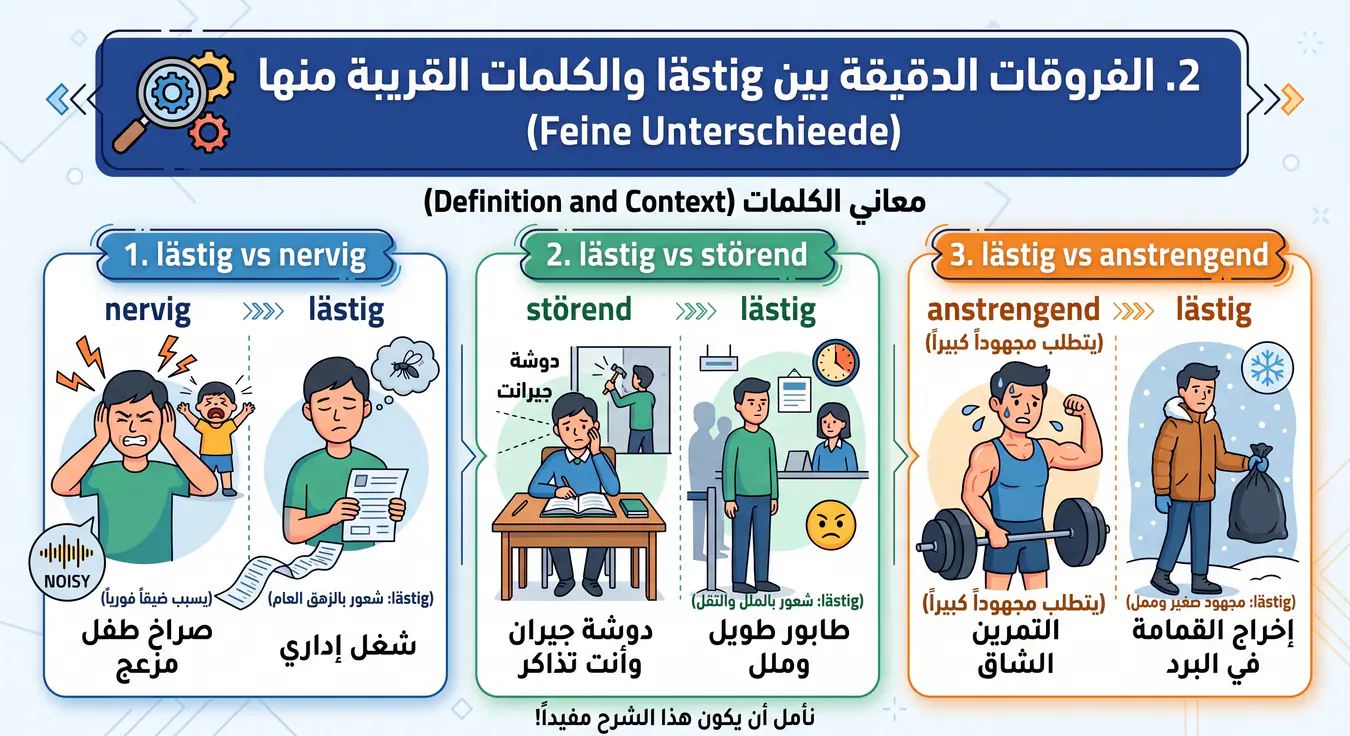 2. الفروقات الدقيقة بين lästig والكلمات القريبة منها
(Feine Unterschieede)
معاني الكلمات (Definition and Context)
1. lästig vs nervig
nervig
lästig
NOISY
(يسبب ضيقاً فورياً)
(lästig: شعور بالزهق العام)
صراخ طفل
مزعج
شغل إداري
2. lästig vs störend
störend
lästig
دوشة
جيرانت
(lästig: شعور بالملل والتقل)
دوشة جيران
وأنت تذاكر
طابور طويل
وملل
3. lästig vs anstrengend
anstrengend
lästig
(يتطلب مجهوداً كبيراً)
(يتطلب مجهوداً كبيراً)
(lästig: مجهود صغير وممل)
التمرين
الشاق
إخراج القمامة
في البرد
نأمل أن يكون هذا الشرح مفيداً!